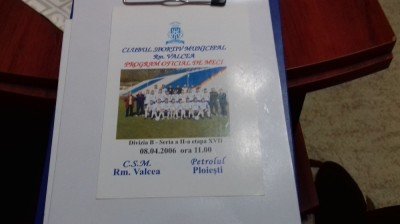 CLUBUL SPORTIV MUNICIPAL
Rm. VALCEA
PROGRAM OFICIAL DE MECI
Divizia B - Seria a II-a etapa XVII
08.04.2006 ora 11.00
C.S.M. Petrolul
Rm. Valcea Ploieşti